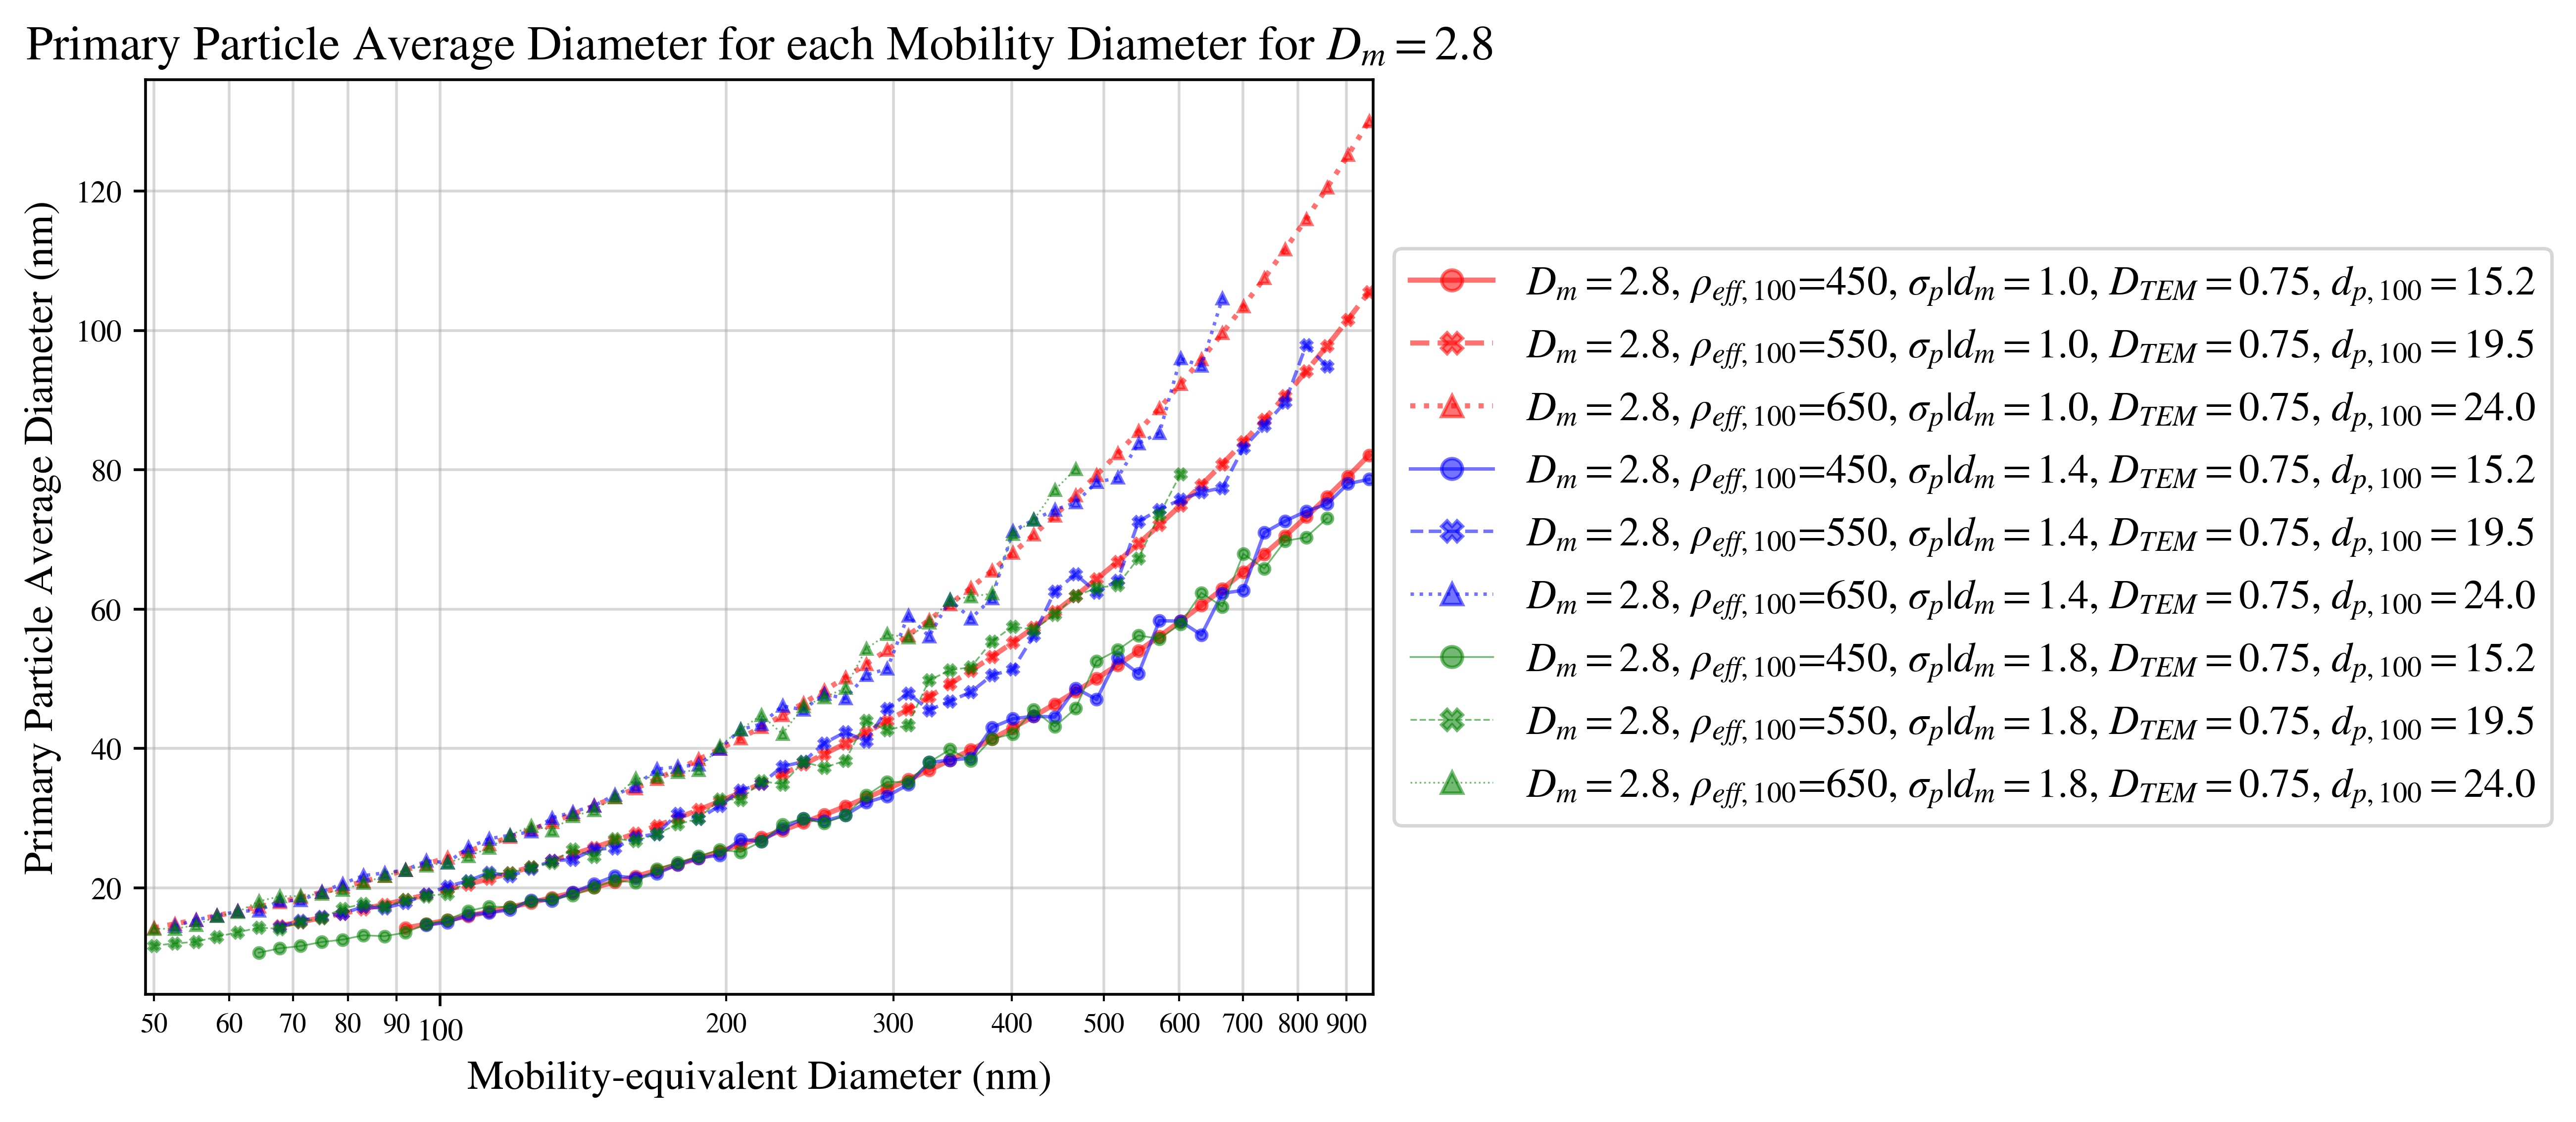 Primary Particle Average Diameter for each Mobility Diameter for Dₘ = 2.8
Primary Particle Average Diameter (nm)
120
100
80
60
40
20
50 60 70 80 90 100 200 300 400 500 600 700 800 900
Mobility-equivalent Diameter (nm)
D_m = 2.8, ρ_eff,100=450, σ_p|d_m = 1.0, D_TEM = 0.75, d_p,100 = 15.2
D_m = 2.8, ρ_eff,100=550, σ_p|d_m = 1.0, D_TEM = 0.75, d_p,100 = 19.5
D_m = 2.8, ρ_eff,100=650, σ_p|d_m = 1.0, D_TEM = 0.75, d_p,100 = 24.0
D_m = 2.8, ρ_eff,100=450, σ_p|d_m = 1.4, D_TEM = 0.75, d_p,100 = 15.2
D_m = 2.8, ρ_eff,100=550, σ_p|d_m = 1.4, D_TEM = 0.75, d_p,100 = 19.5
D_m = 2.8, ρ_eff,100=650, σ_p|d_m = 1.4, D_TEM = 0.75, d_p,100 = 24.0
D_m = 2.8, ρ_eff,100=450, σ_p|d_m = 1.8, D_TEM = 0.75, d_p,100 = 15.2
D_m = 2.8, ρ_eff,100=550, σ_p|d_m = 1.8, D_TEM = 0.75, d_p,100 = 19.5
D_m = 2.8, ρ_eff,100=650, σ_p|d_m = 1.8, D_TEM = 0.75, d_p,100 = 24.0